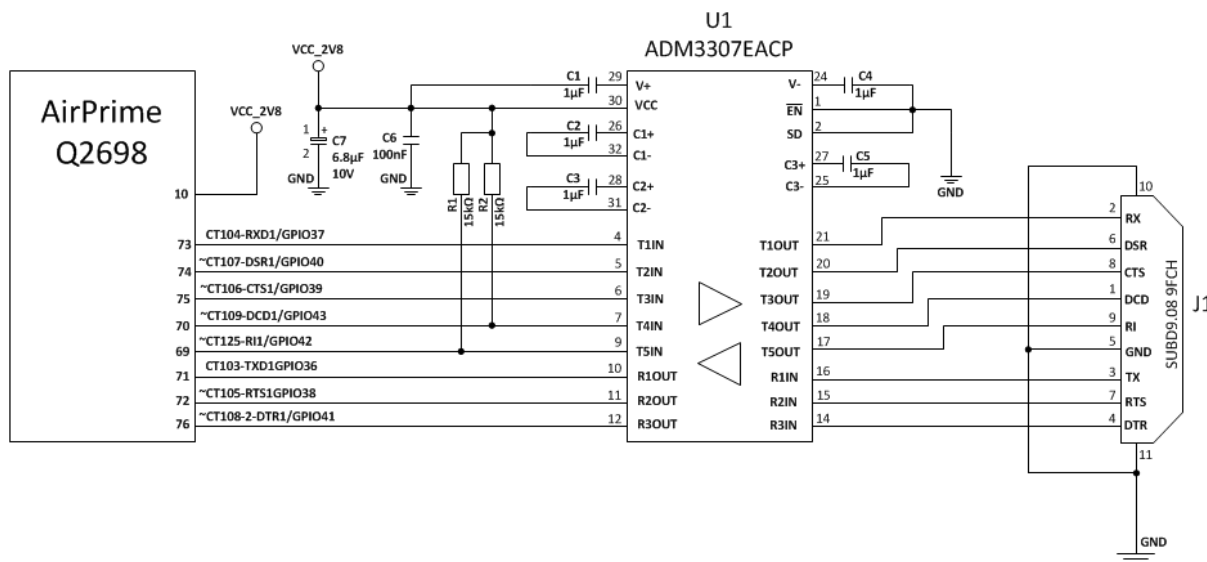 U1
ADM3307EACP
AirPrime
Q2698
VCC_2V8
VCC_2V8
10
1
+
2
C7
6.8µF
10V
GND
C6
100nF
GND
R1
15kΩ
R2
15kΩ
C1
1µF
29
V+
30
VCC
C2
1µF
26
C1+
32
C1-
C3
1µF
28
C2+
31
C2-
V-
24
C4
1µF
EN
1
SD
2
C3+
27
C5
1µF
C3-
25
GND
73
CT104-RXD1/GPIO37
4
T1IN
T1OUT
21
74
~CT107-DSR1/GPIO40
5
T2IN
T2OUT
20
75
~CT106-CTS1/GPIO39
6
T3IN
T3OUT
19
70
~CT109-DCD1/GPIO43
7
T4IN
T4OUT
18
69
~CT125-RI1/GPIO42
9
T5IN
T5OUT
17
71
CT103-TXD1GPIO36
10
R1OUT
R1IN
16
72
~CT105-RTS1GPIO38
11
R2OUT
R2IN
15
76
~CT108-2-DTR1/GPIO41
12
R3OUT
R3IN
14
10
2
RX
6
DSR
8
CTS
1
DCD
9
RI
5
GND
3
TX
7
RTS
4
DTR
11
SUBD9.08 9FCH
J1
GND